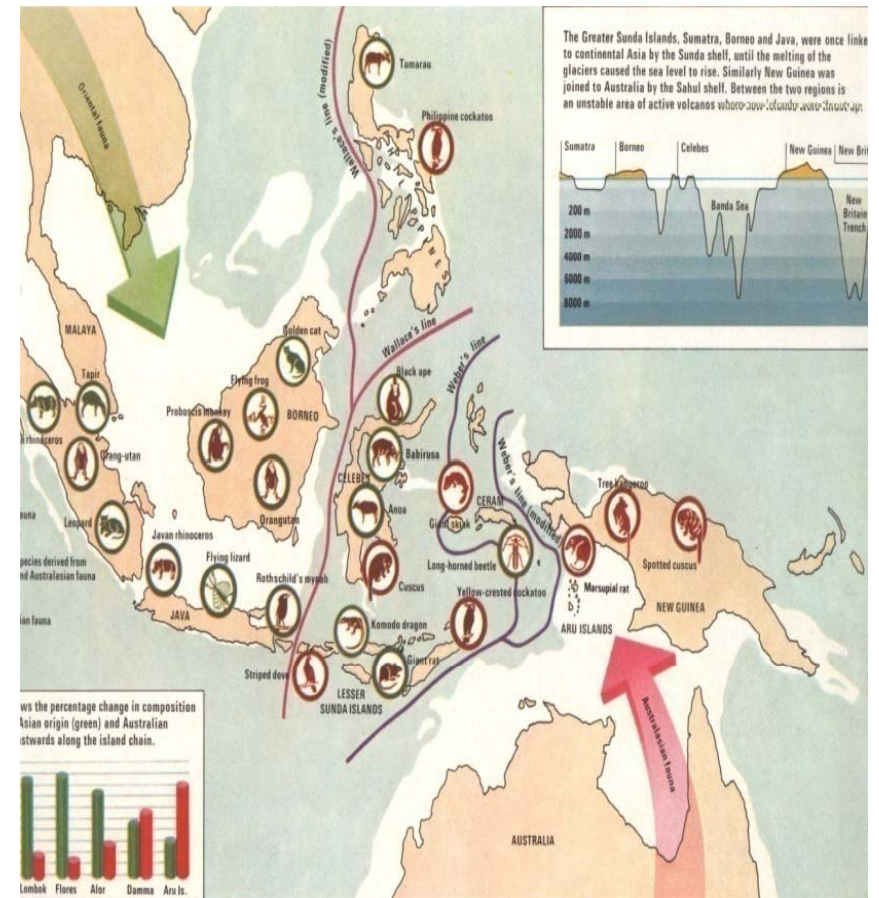 The Greater Sunda Islands, Sumatra, Borneo and Java, were once linke
to continental Asia by the Sunda shelf, until the melting of the
glaciers caused the sea level to rise. Similarly New Guinea was
joined to Australia by the Sahul shelf. Between the two regions is
an unstable area of active volcanos
Sumatra
Borneo
Celebes
New Guinea
New Bri
200 m
2000 m
4000 m
6000 m
8000 m
Banda Sea
New
Britain
Trench
Oriental fauna
Wallace's line (modified)
Tamarau
Philippine cockatoo
PHILIPPINES
MALAYA
Tapir
n rhinoceros
Orang-utan
Leopard
Golden cat
Flying frog
Proboscis monkey
BORNEO
Orangutan
Wallace's line
Black ape
Weber's line
Babirusa
CELEBES
Anoa
Cuscus
Giant skink
CERAM
Weber's line (modified)
Long-horned beetle
Tree kangeroo
Spotted cuscus
Marsupial rat
NEW GUINEA
ARU ISLANDS
Yellow-crested cockatoo
Javan rhinoceros
Flying lizard
Rothschild's mynah
JAVA
Komodo dragon
Striped dove
Giant rat
LESSER
SUNDA ISLANDS
auna
pecies derived from
nd Australasian fauna
ian fauna
ws the percentage change in composition
Asian origin (green) and Australian
stwards along the island chain.
Lombok
Flores
Alor
Damma
Aru Is.
Australasian fauna
AUSTRALIA